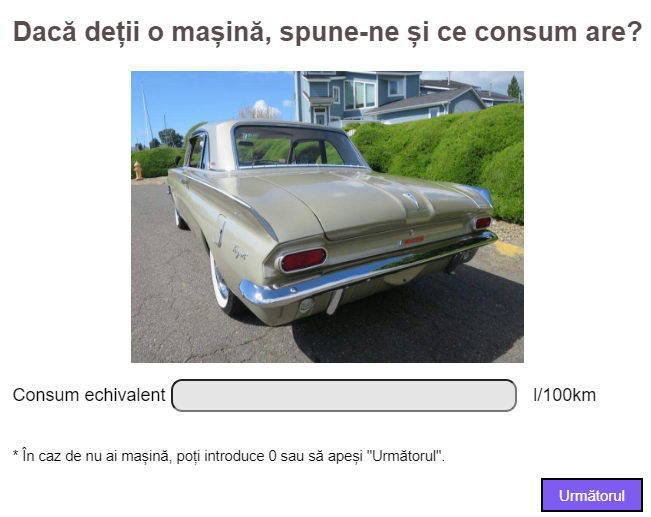 Dacă deții o mașină, spune-ne și ce consum are?
Consum echivalent l/100km
* În caz de nu ai mașină, poți introduce 0 sau să apeși "Următorul".
Următorul